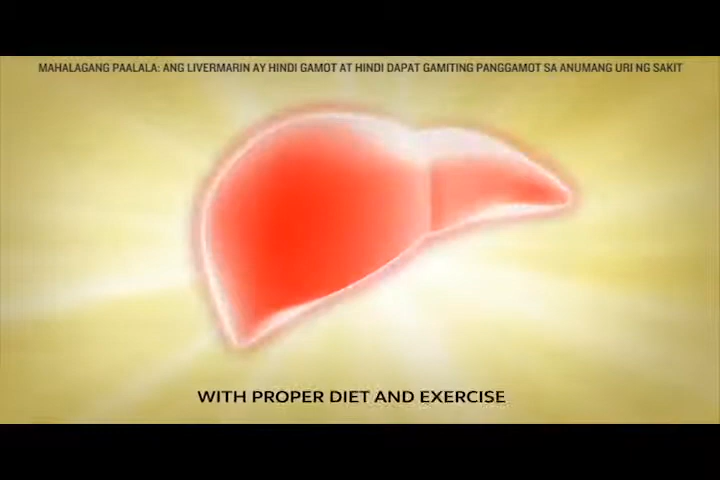 MAHALAGANG PAALALA: ANG LIVERMARIN AY HINDI GAMOT AT HINDI DAPAT GAMITING PANGGAMOT SA ANUMANG URI NG SAKIT
WITH PROPER DIET AND EXERCISE